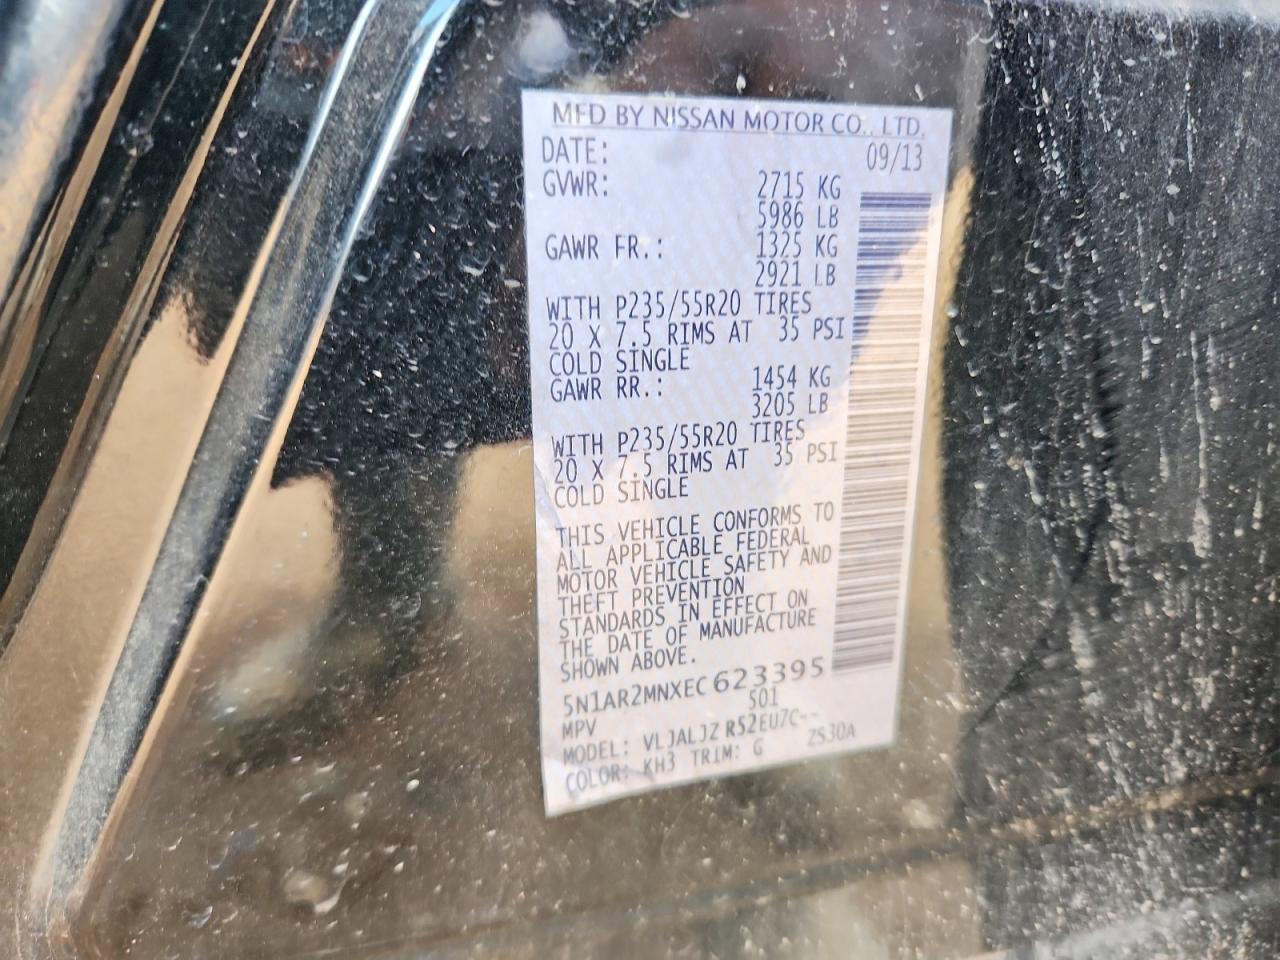 MFD BY NISSAN MOTOR CO., LTD.
DATE: 09/13
GVWR: 2715 KG
5986 LB
GAWR FR.: 1325 KG
2921 LB
WITH P235/55R20 TIRES
20 X 7.5 RIMS AT 35 PSI
COLD SINGLE
GAWR RR.: 1454 KG
3205 LB
WITH P235/55R20 TIRES
20 X 7.5 RIMS AT 35 PSI
COLD SINGLE
THIS VEHICLE CONFORMS TO
ALL APPLICABLE FEDERAL
MOTOR VEHICLE SAFETY AND
THEFT PREVENTION
STANDARDS IN EFFECT ON
THE DATE OF MANUFACTURE
SHOWN ABOVE.
5N1AR2MNXEC623395
MPV 501
MODEL: VLJALJZ R52EUZC--
COLOR: KH3 TRIM: G ZS30A